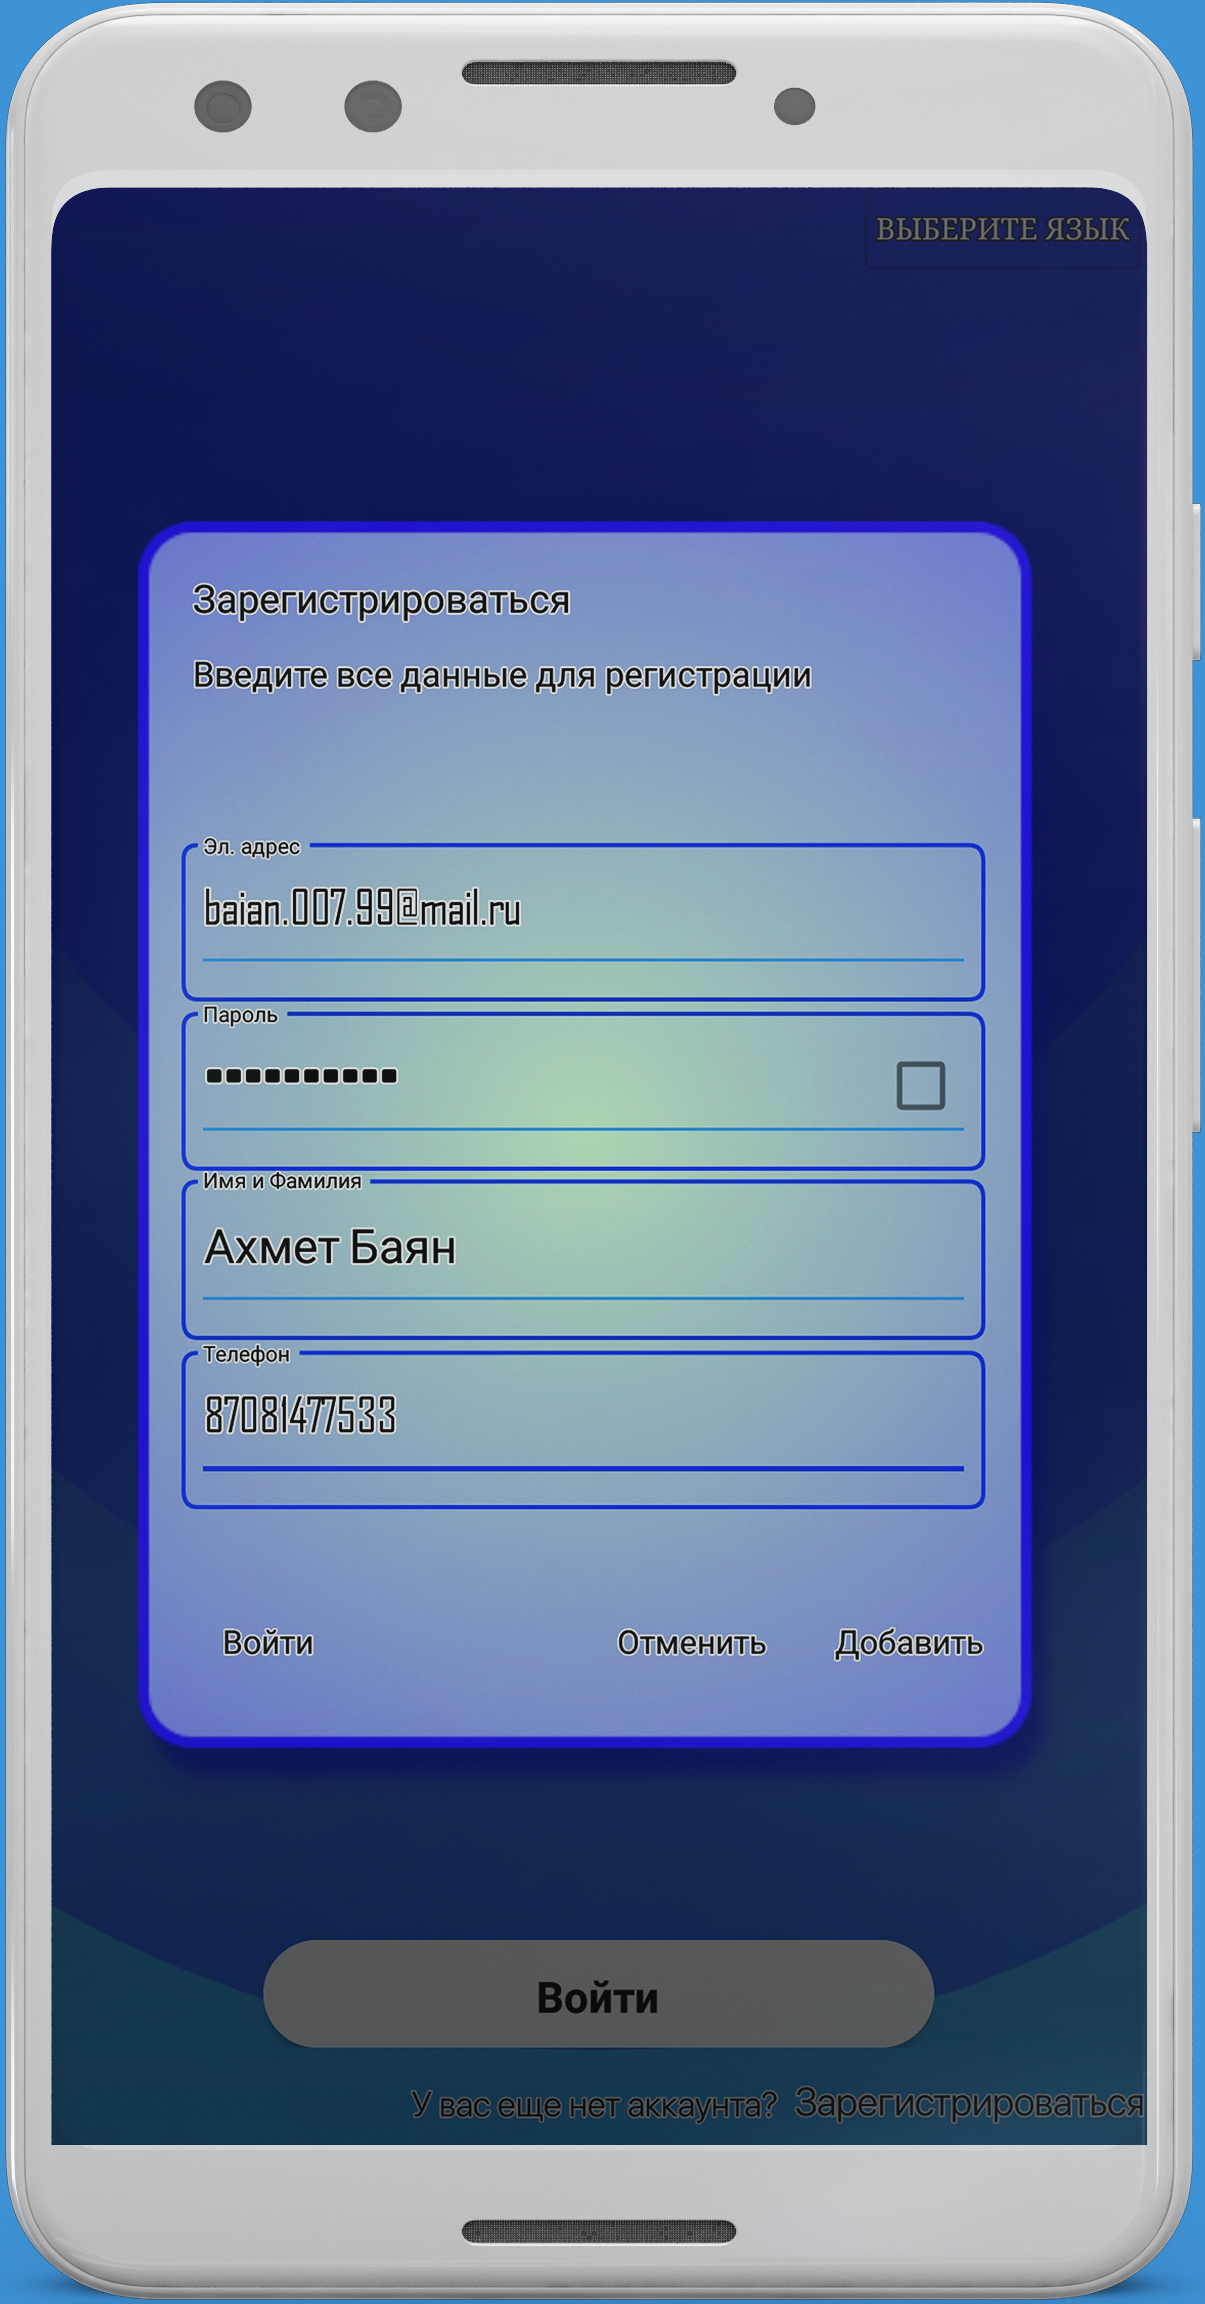 ВЫБЕРИТЕ ЯЗЫК
Зарегистрироваться
Введите все данные для регистрации
Эл. адрес
baian.007.99@mail.ru
Пароль
Имя и Фамилия
Ахмет Баян
Телефон
87081477533
Войти Отменить Добавить
Войти
У вас еще нет аккаунта? Зарегистрироваться